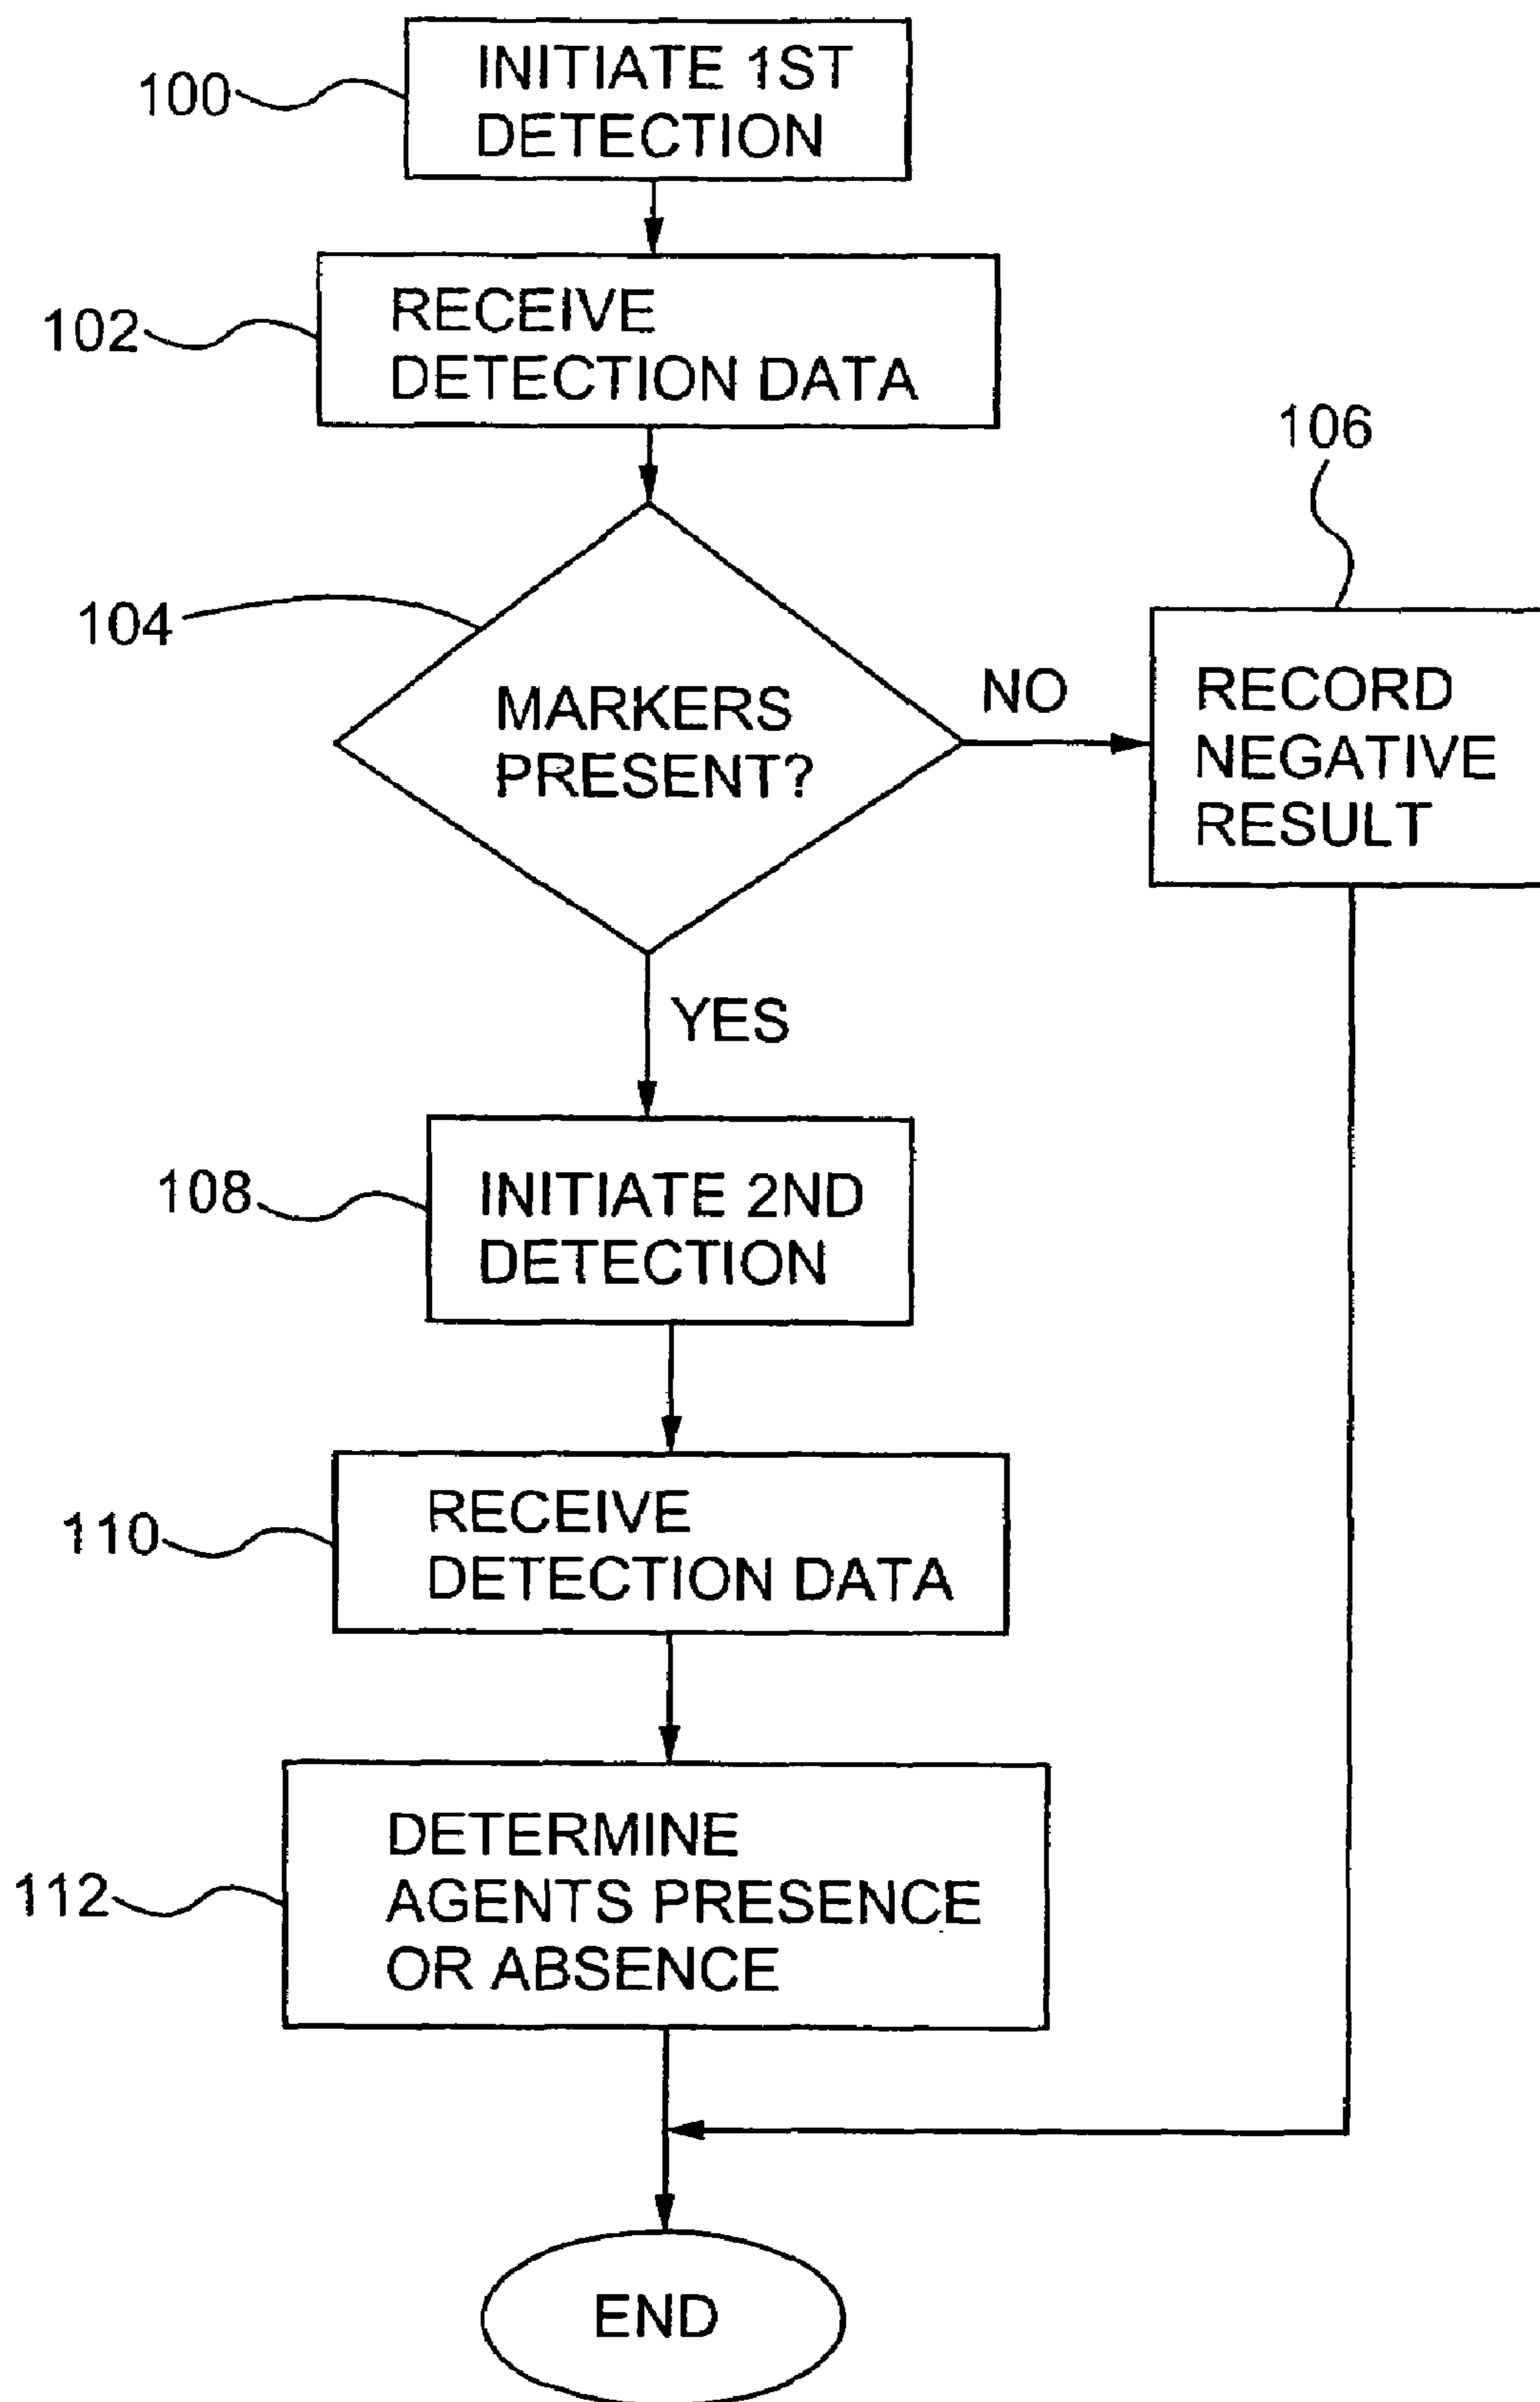 100
INITIATE 1ST
DETECTION
102
RECEIVE
DETECTION DATA
106
104
MARKERS
PRESENT?
NO
RECORD
NEGATIVE
RESULT
YES
108
INITIATE 2ND
DETECTION
110
RECEIVE
DETECTION DATA
112
DETERMINE
AGENTS PRESENCE
OR ABSENCE
END